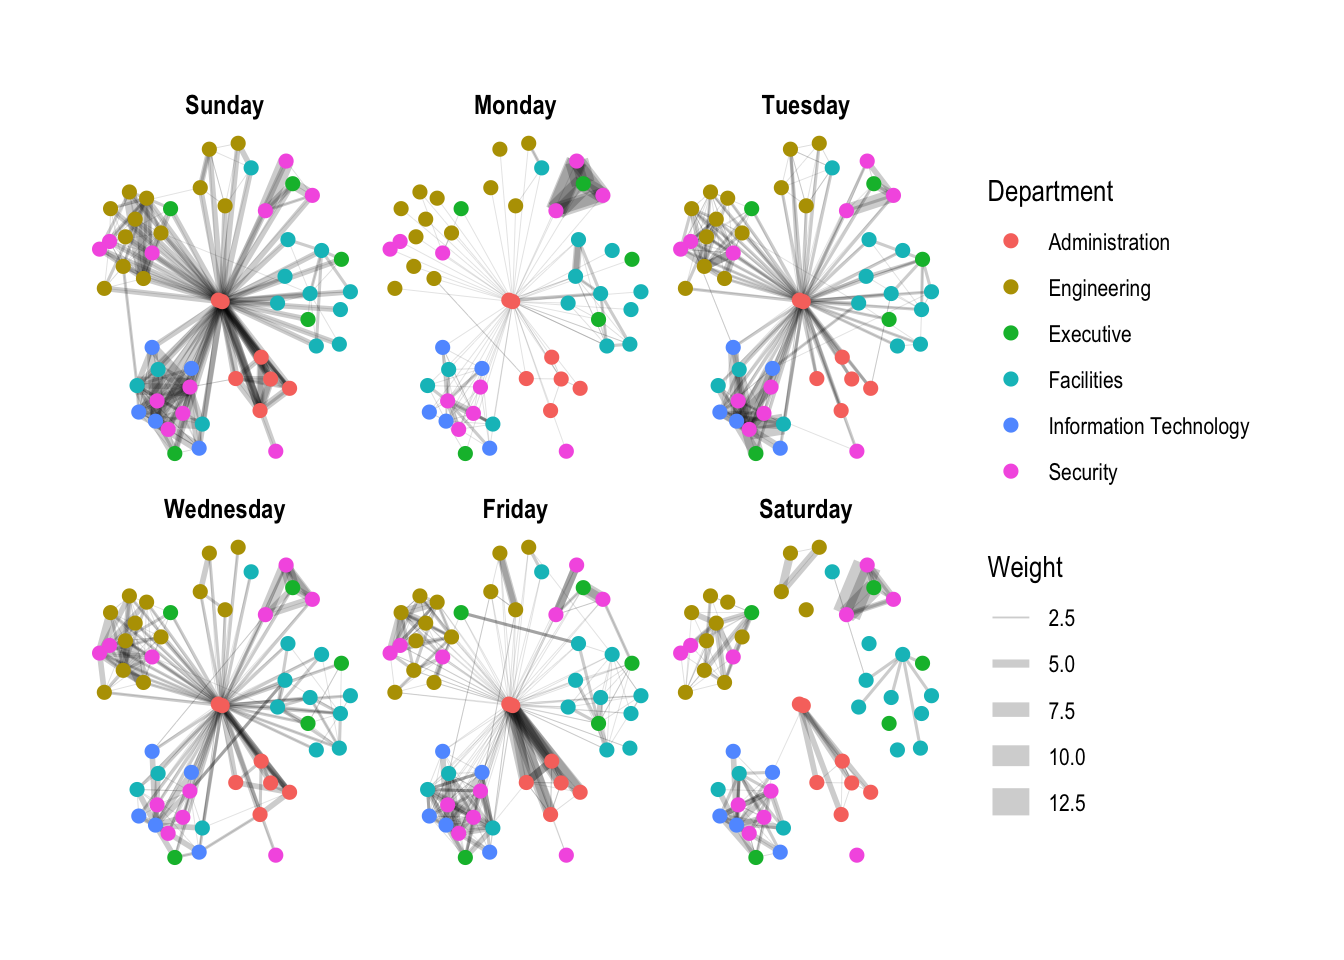 Sunday
Monday
Tuesday
Wednesday
Friday
Saturday
Department
Administration
Engineering
Executive
Facilities
Information Technology
Security
Weight
2.5
5.0
7.5
10.0
12.5